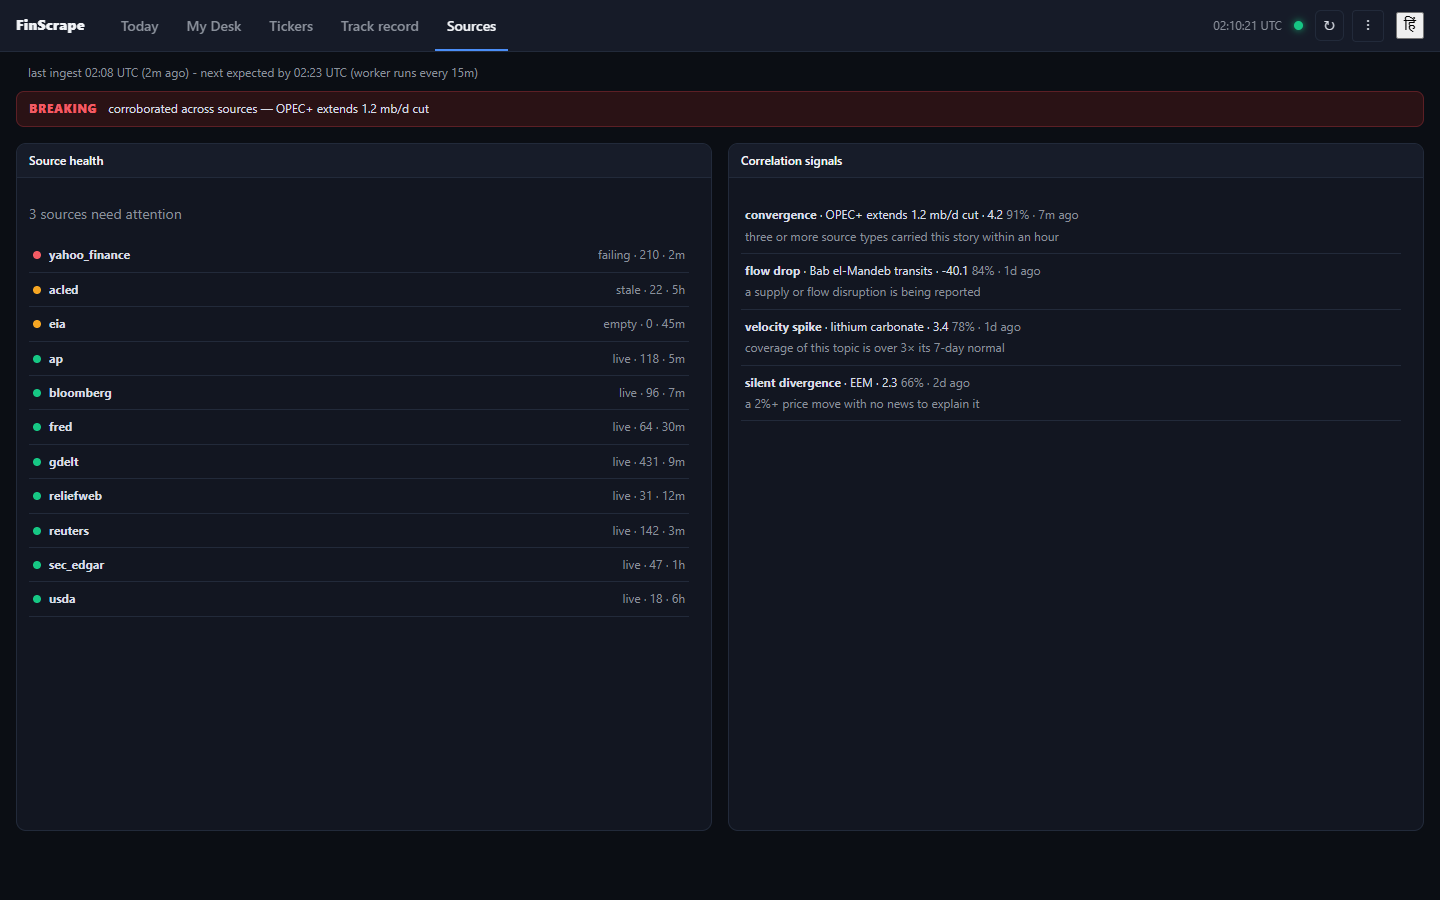 FinScrape Today My Desk Tickers Track record Sources 02:10:21 UTC ↻ ⋮ हिं
last ingest 02:08 UTC (2m ago) - next expected by 02:23 UTC (worker runs every 15m)
BREAKING corroborated across sources — OPEC+ extends 1.2 mb/d cut
Source health
3 sources need attention
yahoo_finance failing · 210 · 2m
acled stale · 22 · 5h
eia empty · 0 · 45m
ap live · 118 · 5m
bloomberg live · 96 · 7m
fred live · 64 · 30m
gdelt live · 431 · 9m
reliefweb live · 31 · 12m
reuters live · 142 · 3m
sec_edgar live · 47 · 1h
usda live · 18 · 6h
Correlation signals
convergence · OPEC+ extends 1.2 mb/d cut · 4.2 91% · 7m ago
three or more source types carried this story within an hour
flow drop · Bab el-Mandeb transits · -40.1 84% · 1d ago
a supply or flow disruption is being reported
velocity spike · lithium carbonate · 3.4 78% · 1d ago
coverage of this topic is over 3× its 7-day normal
silent divergence · EEM · 2.3 66% · 2d ago
a 2%+ price move with no news to explain it